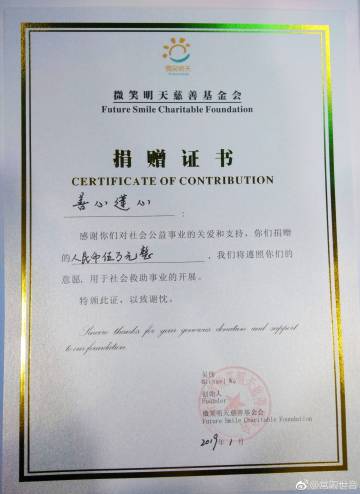 微笑明天
微笑明天慈善基金会
Future Smile Charitable Foundation
捐赠证书
CERTIFICATE OF CONTRIBUTION
善心莲心:
感谢你们对社会公益事业的关爱和支持,你们捐赠
的人民币伍万元整,我们将遵照你们的
意愿,用于社会救助事业的开展。
特颁此证,以致谢忱。
Sincere thanks for your generous donation and support
to our foundation.
吴伟
Michael Wu
创始人
Founder
微笑明天慈善基金会
Future Smile Charitable Foundation
2019年1月